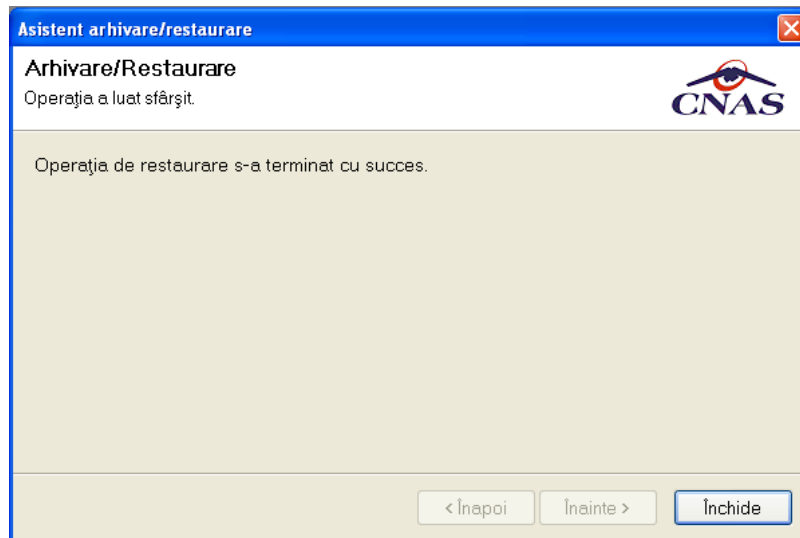 Asistent arhivare/restaurare
Arhivare/Restaurare
Operaţia a luat sfârşit.
CNAS
Operaţia de restaurare s-a terminat cu succes.
< Înapoi
Înainte >
Închide